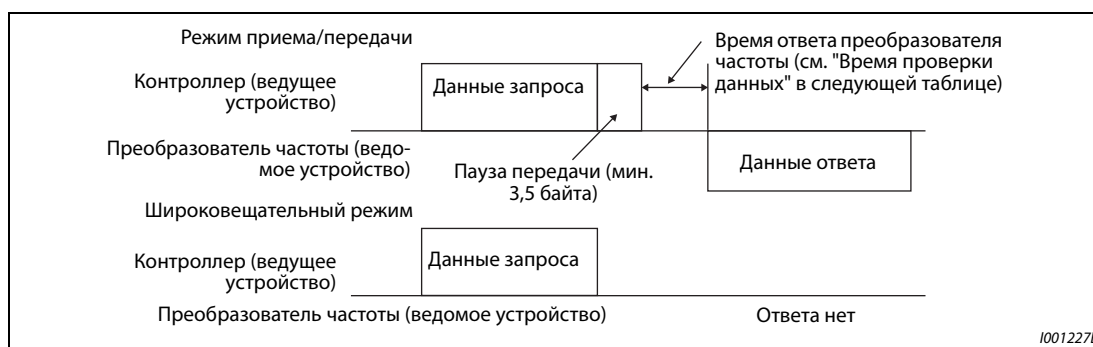 Режим приема/передачи
Контроллер (ведущее
устройство)
Данные запроса
Время ответа преобразователя
частоты (см. "Время проверки
данных" в следующей таблице)
Преобразователь частоты (ведо-
мое устройство)
Пауза передачи (мин.
3,5 байта)
Данные ответа
Широковещательный режим
Контроллер (ведущее
устройство)
Данные запроса
Преобразователь частоты (ведомое устройство)
Ответа нет